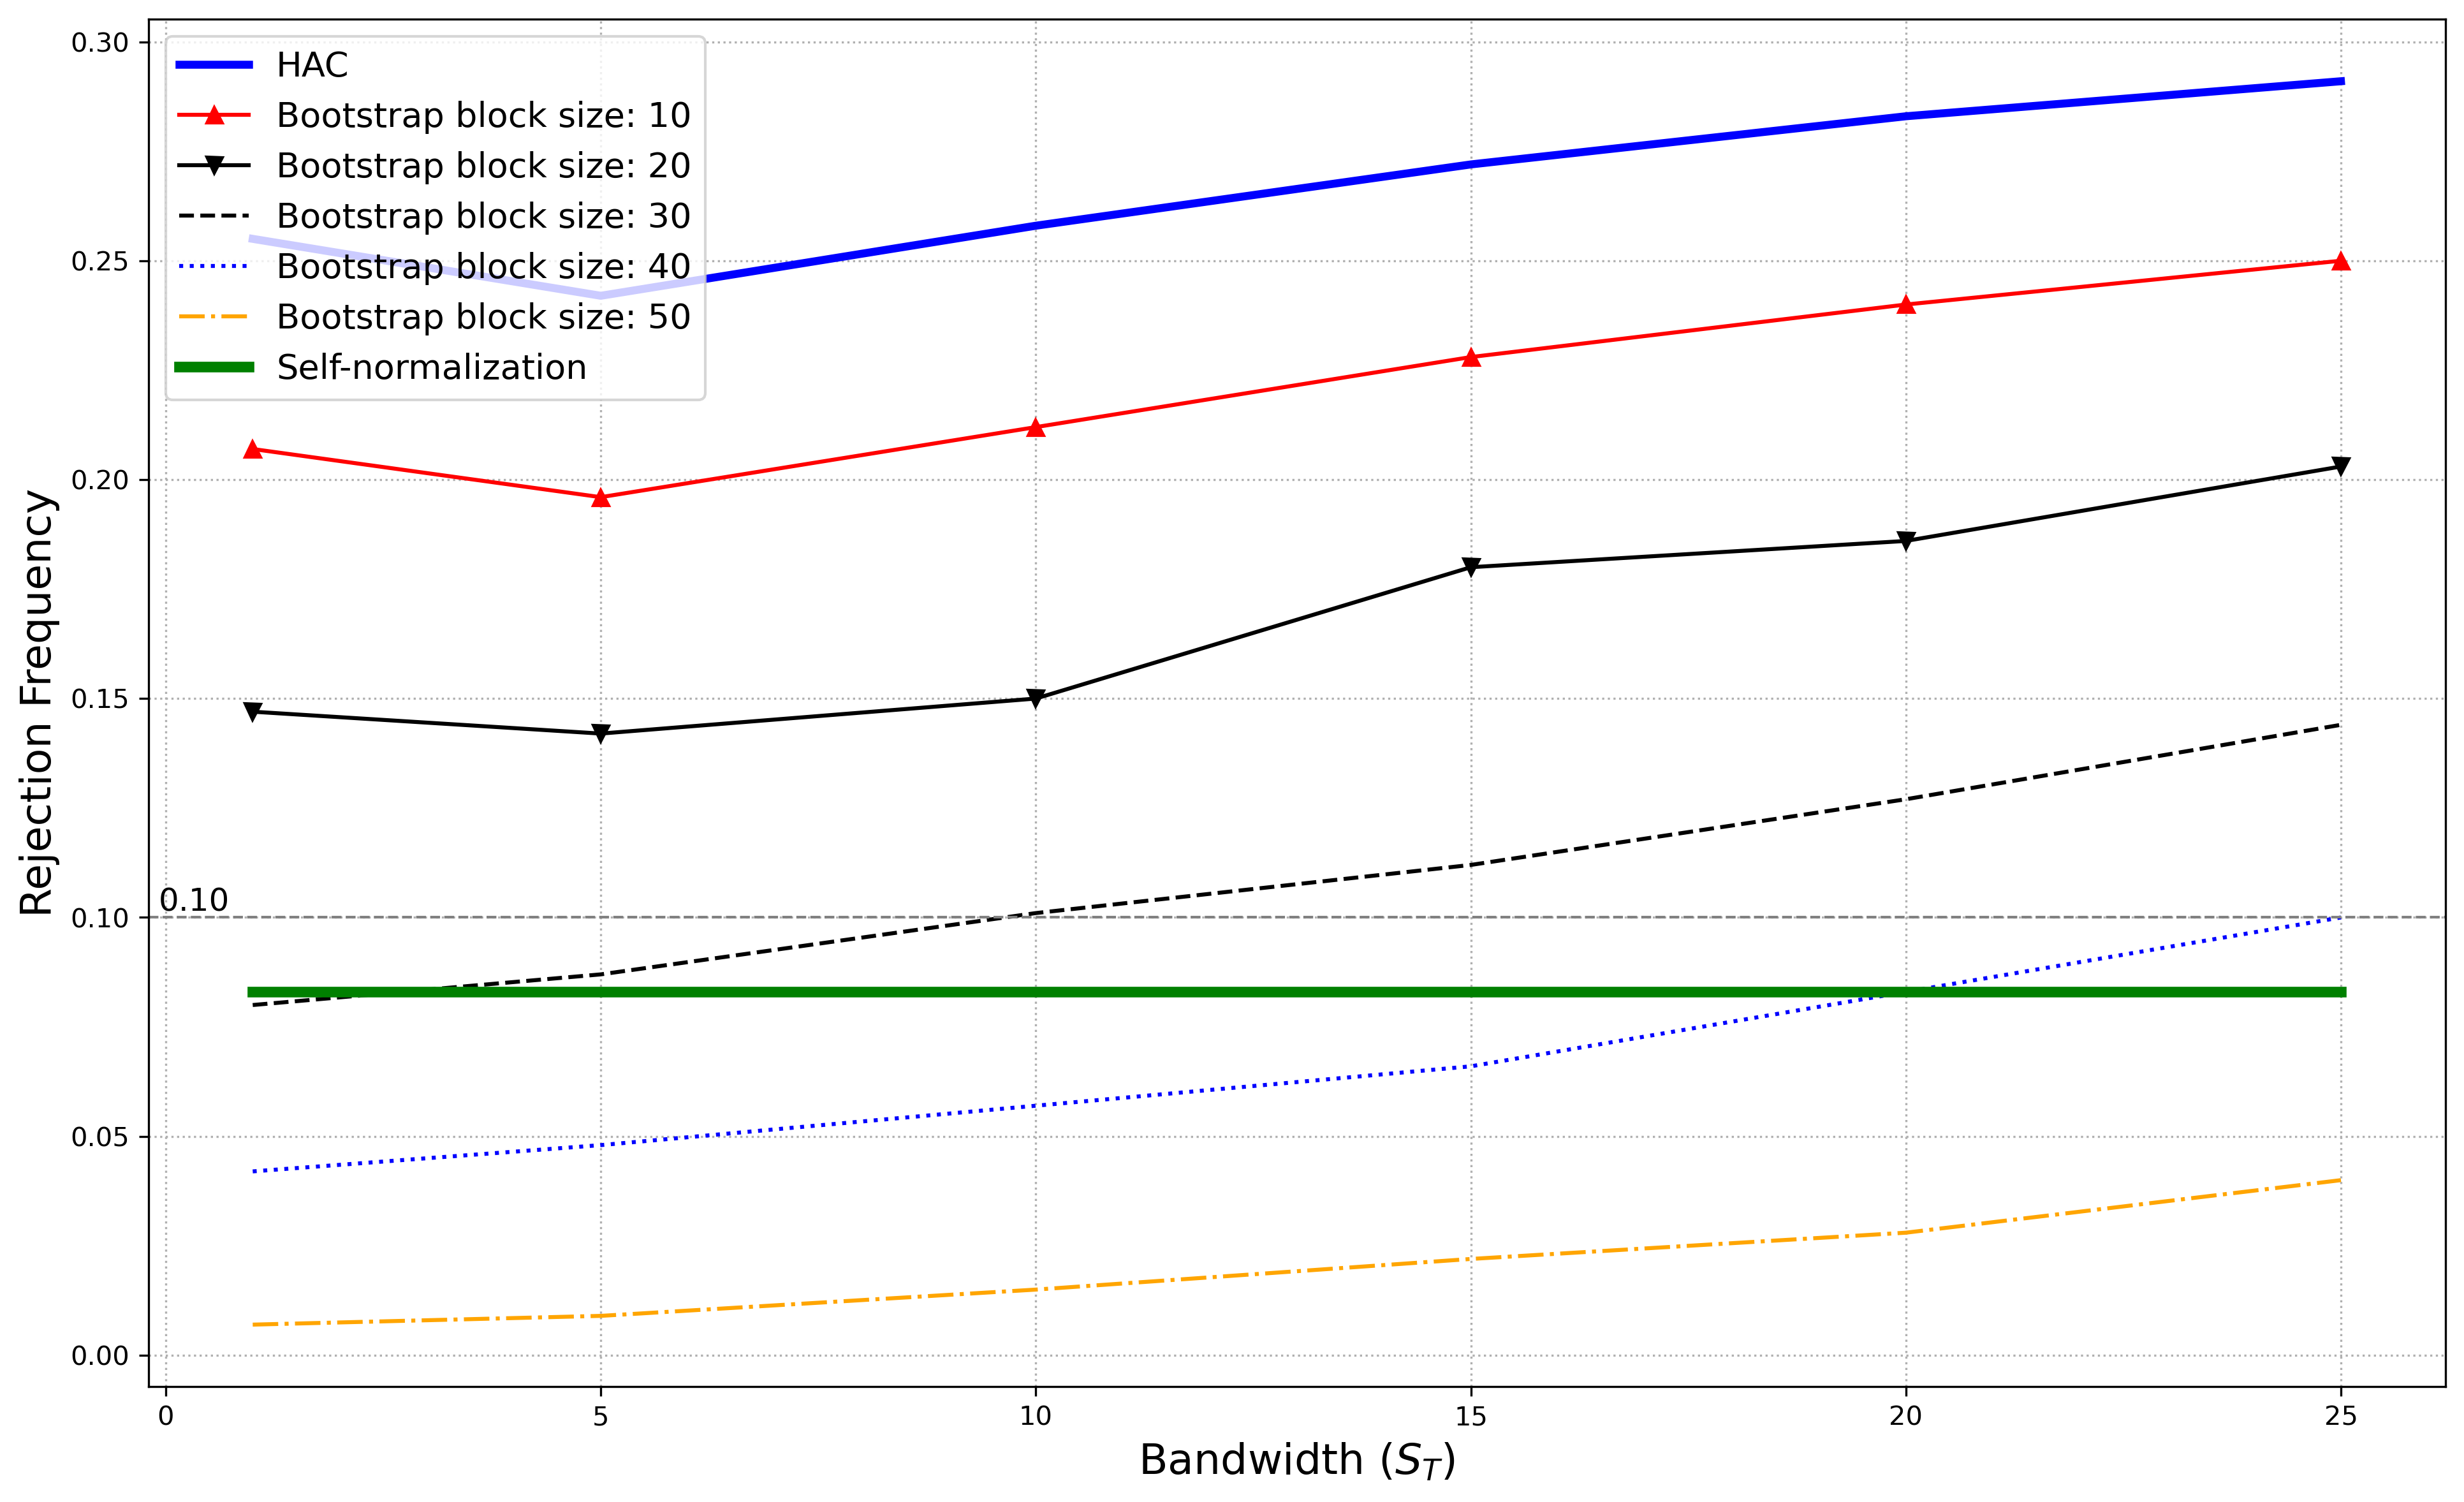 0.30
0.25
0.20
0.15
0.10
0.05
0.00
Rejection Frequency
HAC
Bootstrap block size: 10
Bootstrap block size: 20
Bootstrap block size: 30
Bootstrap block size: 40
Bootstrap block size: 50
Self-normalization
0.10
0 5 10 15 20 25
Bandwidth (S_T)